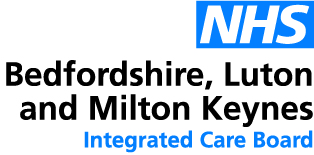 NHS
Bedfordshire, Luton
and Milton Keynes
Integrated Care Board